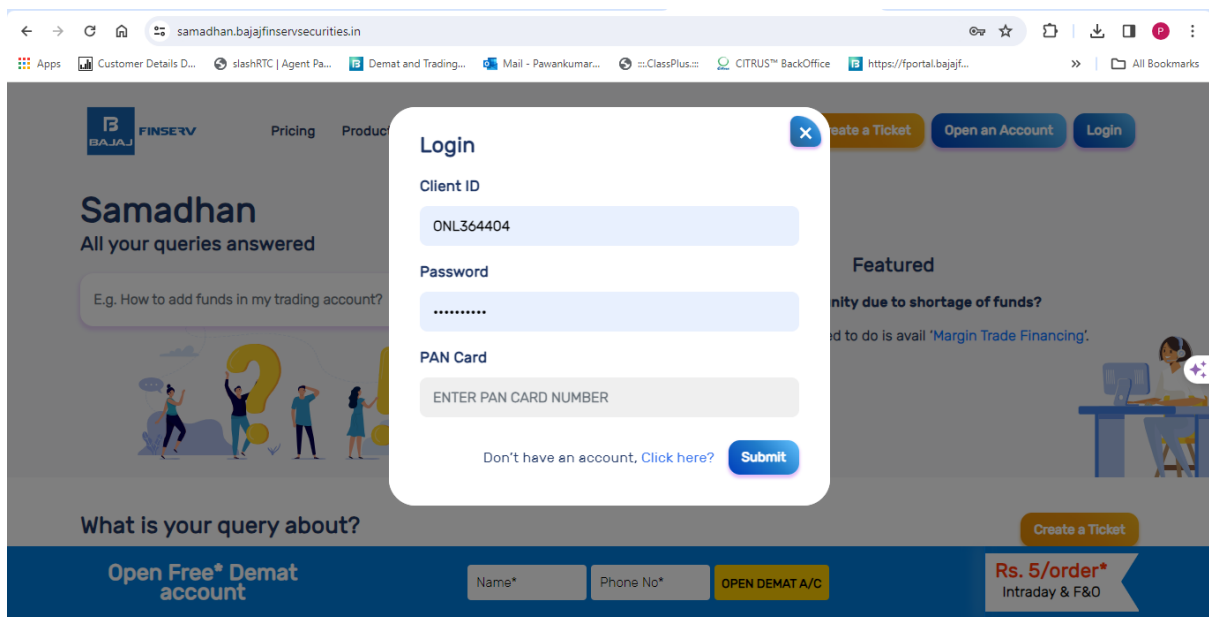 samadhan.bajajfinservsecurities.in
P
Apps Customer Details D... slashRTC | Agent Pa... Demat and Trading... Mail - Pawankumar... :::.ClassPlus.::: CITRUS™ BackOffice https://fportal.bajajf... » All Bookmarks
B
BAJAJ
FINSERV Pricing Product eate a Ticket Open an Account Login
Login
Client ID
ONL364404
Password
••••••••••
PAN Card
ENTER PAN CARD NUMBER
Don't have an account, Click here? Submit
Samadhan
All your queries answered
E.g. How to add funds in my trading account?
Featured
nity due to shortage of funds?
ed to do is avail 'Margin Trade Financing'.
What is your query about?
Create a Ticket
Open Free* Demat
account
Name* Phone No* OPEN DEMAT A/C
Rs. 5/order*
Intraday & F&O